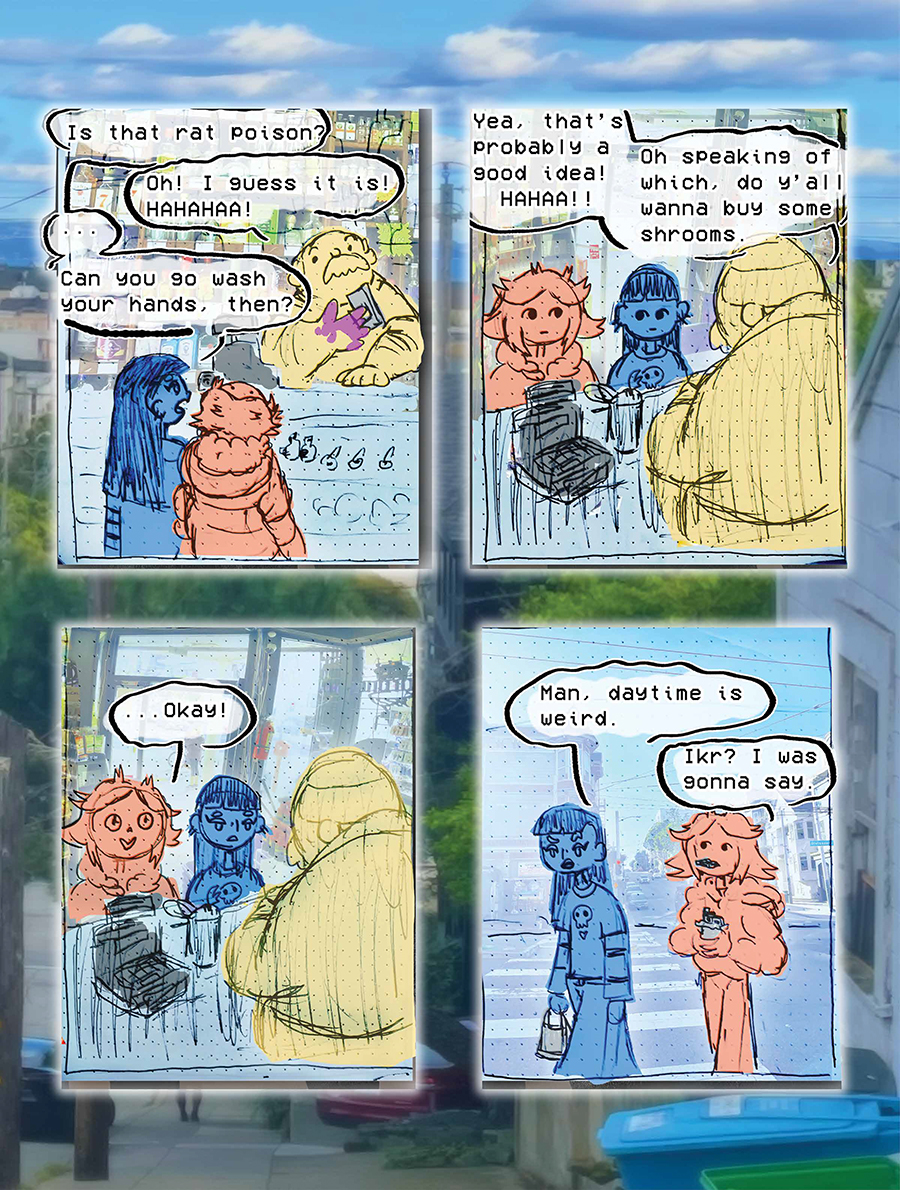 Is that rat poison?
Oh! I guess it is!
HAHAHAA!
...
Can you go wash
your hands, then?
Yea, that's
probably a
good idea!
HAHAA!!
Oh speaking of
which, do y'all
wanna buy some
shrooms.
...Okay!
Man, daytime is
weird.
Ikr? I was
gonna say.